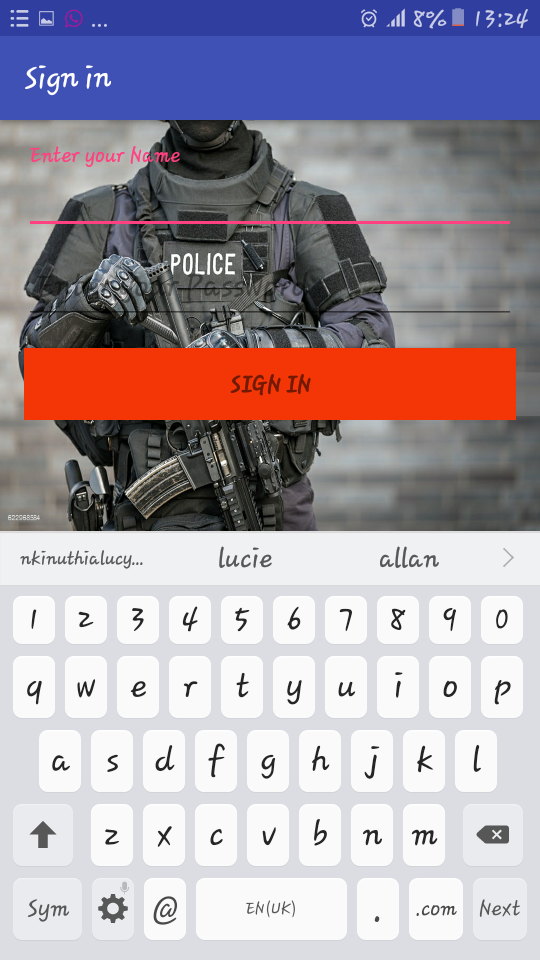 ... 8% 13:24
Sign in
Enter your Name
POLICE
SIGN IN
622968584
nkinuthialucy... lucie allan
1 2 3 4 5 6 7 8 9 0
q w e r t y u i o p
a s d f g h j k l
z x c v b n m
Sym @ EN(UK) . .com Next